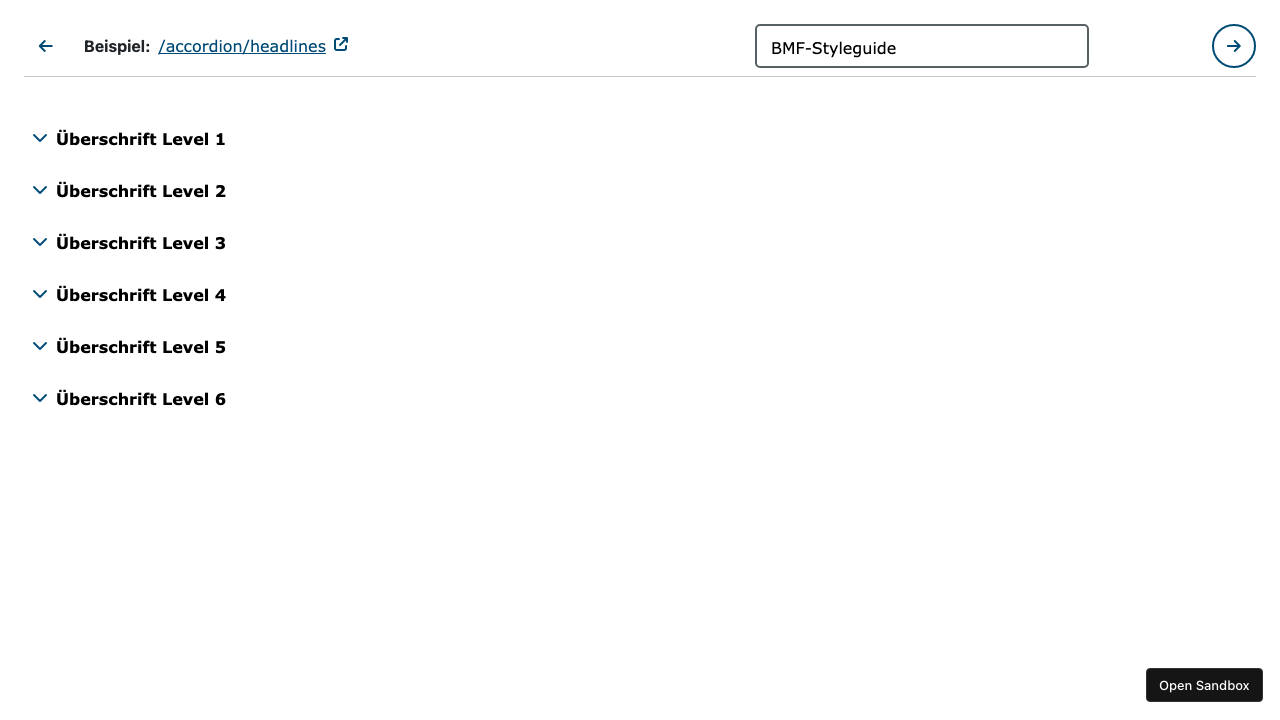 Beispiel: /accordion/headlines
BMF-Styleguide
Überschrift Level 1
Überschrift Level 2
Überschrift Level 3
Überschrift Level 4
Überschrift Level 5
Überschrift Level 6
Open Sandbox